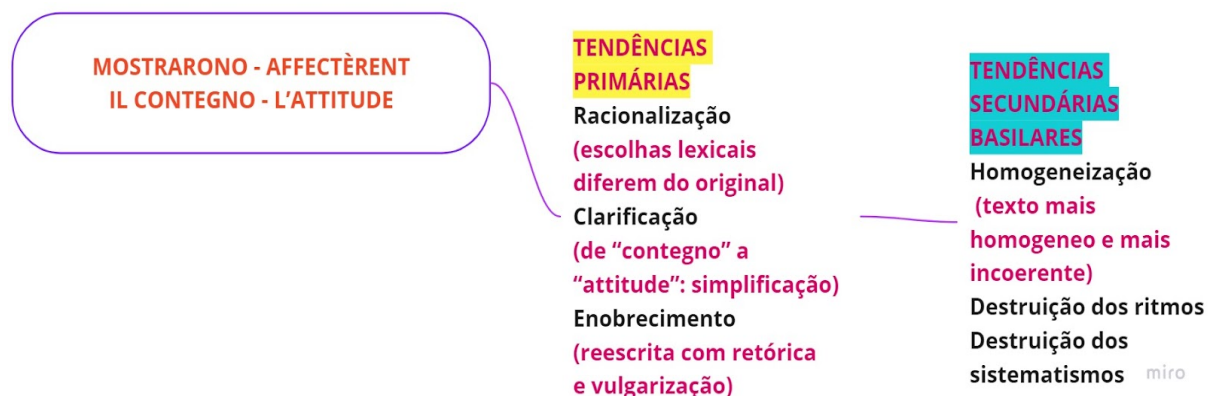 MOSTRARONO - AFFECTÈRENT
IL CONTEGNO - L'ATTITUDE
TENDÊNCIAS
PRIMÁRIAS
Racionalização
(escolhas lexicais
diferem do original)
Clarificação
(de “contegno” a
“attitude”: simplificação)
Enobrecimento
(reescrita com retórica
e vulgarização)
TENDÊNCIAS
SECUNDÁRIAS
BASILARES
Homogeneização
(texto mais
homogeneo e mais
incoerente)
Destruição dos ritmos
Destruição dos
sistematismos
miro